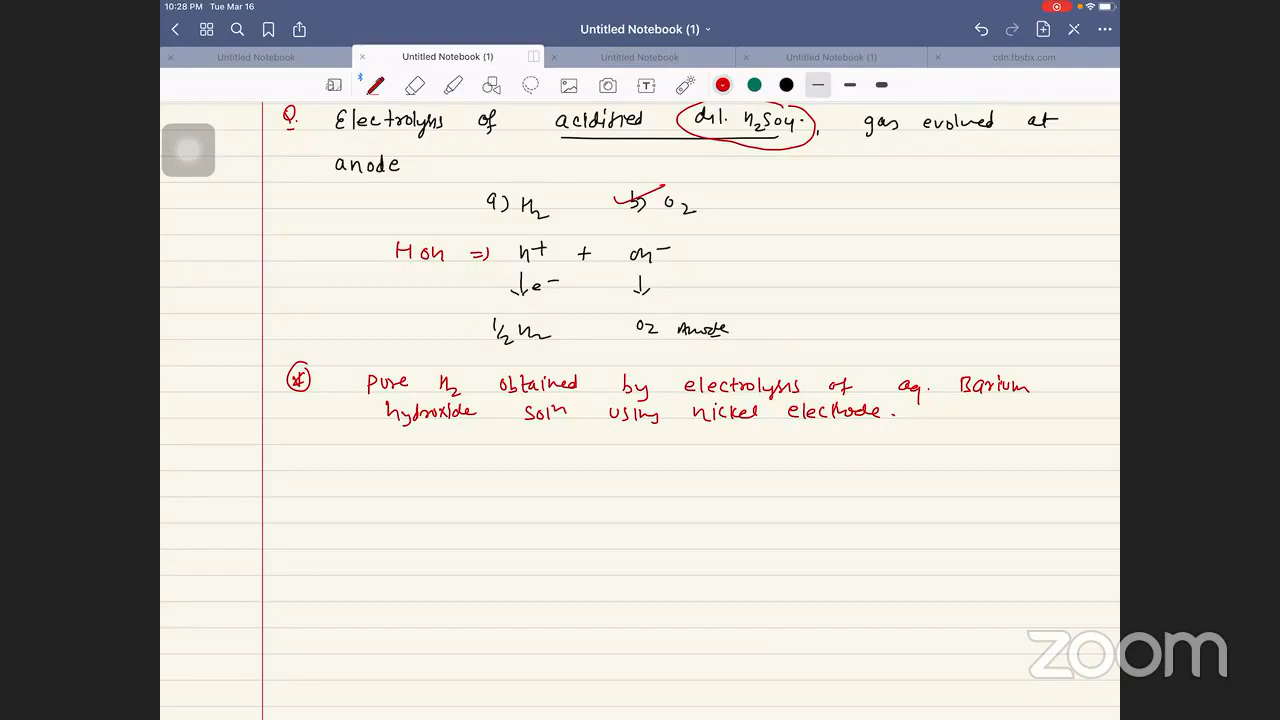 10:28 PM Tue Mar 16
Untitled Notebook (1)
Untitled Notebook Untitled Notebook (1) Untitled Notebook Untitled Notebook (1) cdn.fbsbx.com
Q. Electrolysis of acidified dil. H2SO4, gas evolved at
anode
a) H2 b) O2
HOH ⇒ H+ + OH−
↓e− ↓
1/2 H2 O2 Anode
* Pure H2 obtained by electrolysis of aq. Barium
hydroxide soln using nickel electrode.
zoom